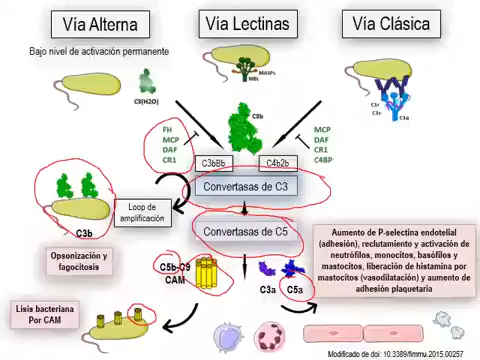 Vía Alterna
Vía Lectinas
Vía Clásica
Bajo nivel de activación permanente
C3(H2O)
MASPs
MBL
C3b
C1r
C1s
C1q
FH
MCP
DAF
CR1
MCP
DAF
CR1
C4BP
C3bBb
C4b2b
Convertasas de C3
Loop de
amplificación
C3b
Convertasas de C5
Opsonización y
fagocitosis
C5b-C9
CAM
C3a
C5a
Aumento de P-selectina endotelial
(adhesión), reclutamiento y activación de
neutrófilos, monocitos, basófilos y
mastocitos, liberación de histamina por
mastocitos (vasodilatación) y aumento de
adhesión plaquetaria
Lisis bacteriana
Por CAM
Modificado de doi: 10.3389/fimmu.2015.00257